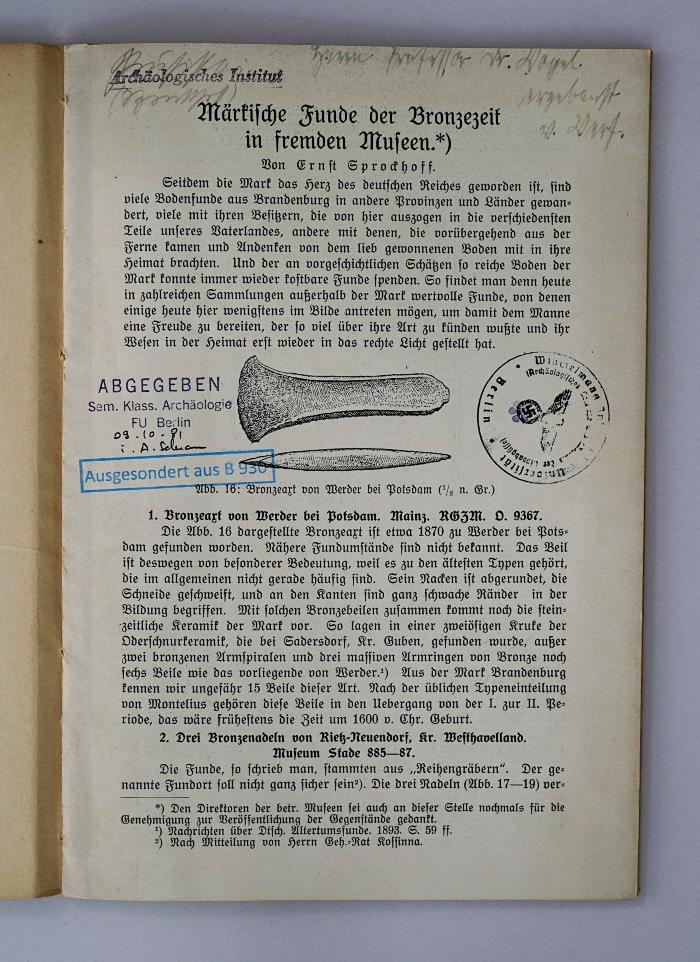 Archäologisches Institut
Herrn Professor Dr. Vogel
ergebenst
v. Verf.
Märkische Funde der Bronzezeit
in fremden Museen.*)
Von Ernst Sprockhoff.
Seitdem die Mark das Herz des deutschen Reiches geworden ist, sind
viele Bodenfunde aus Brandenburg in andere Provinzen und Länder gewan-
dert, viele mit ihren Besitzern, die von hier auszogen in die verschiedensten
Teile unseres Vaterlandes, andere mit denen, die vorübergehend aus der
Ferne kamen und Andenken von dem lieb gewonnenen Boden mit in ihre
Heimat brachten. Und der an vorgeschichtlichen Schätzen so reiche Boden der
Mark konnte immer wieder kostbare Funde spenden. So findet man denn heute
in zahlreichen Sammlungen außerhalb der Mark wertvolle Funde, von denen
einige heute hier wenigstens im Bilde antreten mögen, um damit dem Manne
eine Freude zu bereiten, der so viel über ihre Art zu künden wußte und ihr
Wesen in der Heimat erst wieder in das rechte Licht gestellt hat.
ABGEGEBEN
Sem. Klass. Archäologie
FU Berlin
09.10.91
i. A.
Ausgesondert aus B 930
Universität Berlin
(Archäologisches
Abb. 16: Bronzeaxt von Werder bei Potsdam (1/2 n. Gr.)
1. Bronzeaxt von Werder bei Potsdam. Mainz. RGZM. O. 9367.
Die Abb. 16 dargestellte Bronzeaxt ist etwa 1870 zu Werder bei Pots-
dam gefunden worden. Nähere Fundumstände sind nicht bekannt. Das Beil
ist deswegen von besonderer Bedeutung, weil es zu den ältesten Typen gehört,
die im allgemeinen nicht gerade häufig sind. Sein Nacken ist abgerundet, die
Schneide geschweift, und an den Kanten sind ganz schwache Ränder in der
Bildung begriffen. Mit solchen Bronzebeilen zusammen kommt noch die stein-
zeitliche Keramik der Mark vor. So lagen in einer zweiösigen Kruke der
Oderschnurkeramik, die bei Sadersdorf, Kr. Guben, gefunden wurde, außer
zwei bronzenen Armspiralen und drei massiven Armringen von Bronze noch
sechs Beile wie das vorliegende von Werder.¹) Aus der Mark Brandenburg
kennen wir ungefähr 15 Beile dieser Art. Nach der üblichen Typeneinteilung
von Montelius gehören diese Beile in den Uebergang von der I. zur II. Pe-
riode, das wäre frühestens die Zeit um 1600 v. Chr. Geburt.
2. Drei Bronzenadeln von Rietz-Neuendorf, Kr. Westhavelland.
Museum Stade 885—87.
Die Funde, so schrieb man, stammten aus „Reihengräbern“. Der ge-
nannte Fundort soll nicht ganz sicher sein²). Die drei Nadeln (Abb. 17—19) ver-
*) Den Direktoren der betr. Museen sei auch an dieser Stelle nochmals für die
Genehmigung zur Veröffentlichung der Gegenstände gedankt.
¹) Nachrichten über Dtsch. Altertumsfunde. 1893. S. 59 ff.
²) Nach Mitteilung von Herrn Geh.-Rat Kossinna.